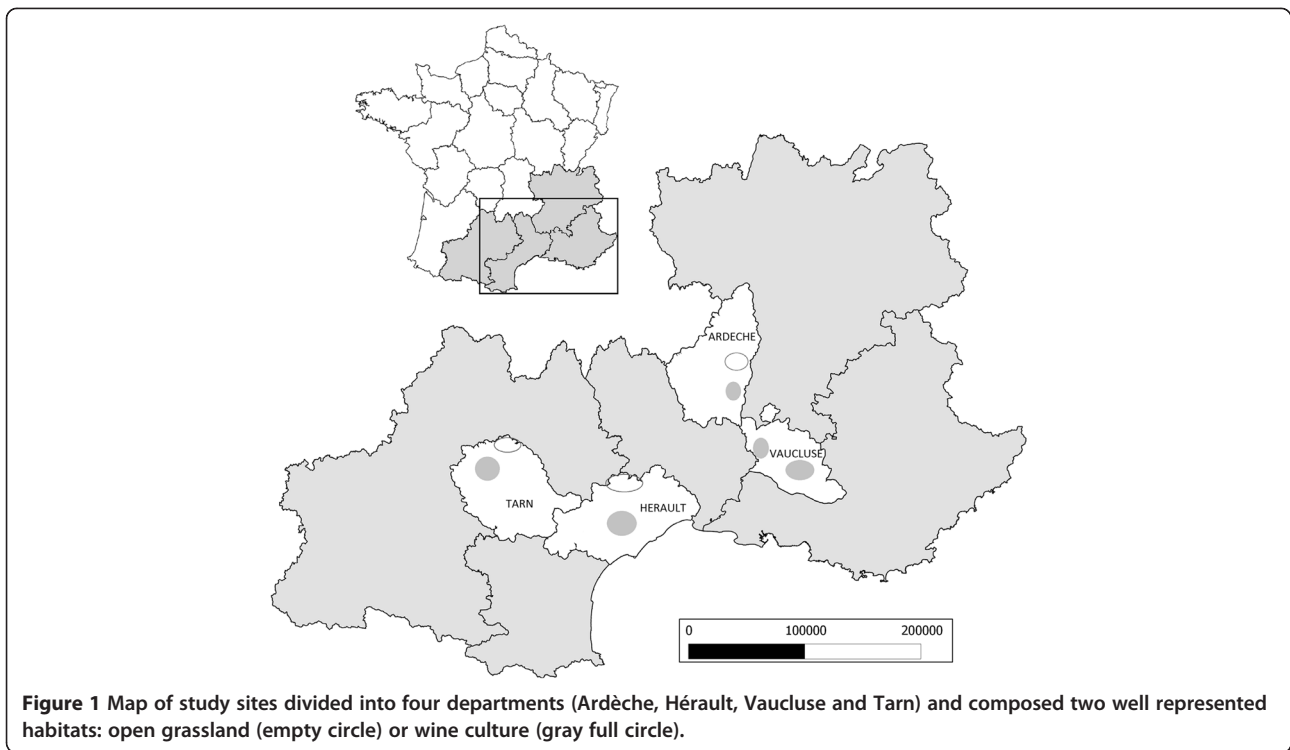 ARDECHE
VAUCLUSE
TARN
HERAULT
0 100000 200000
Figure 1 Map of study sites divided into four departments (Ardèche, Hérault, Vaucluse and Tarn) and composed two well represented
habitats: open grassland (empty circle) or wine culture (gray full circle).